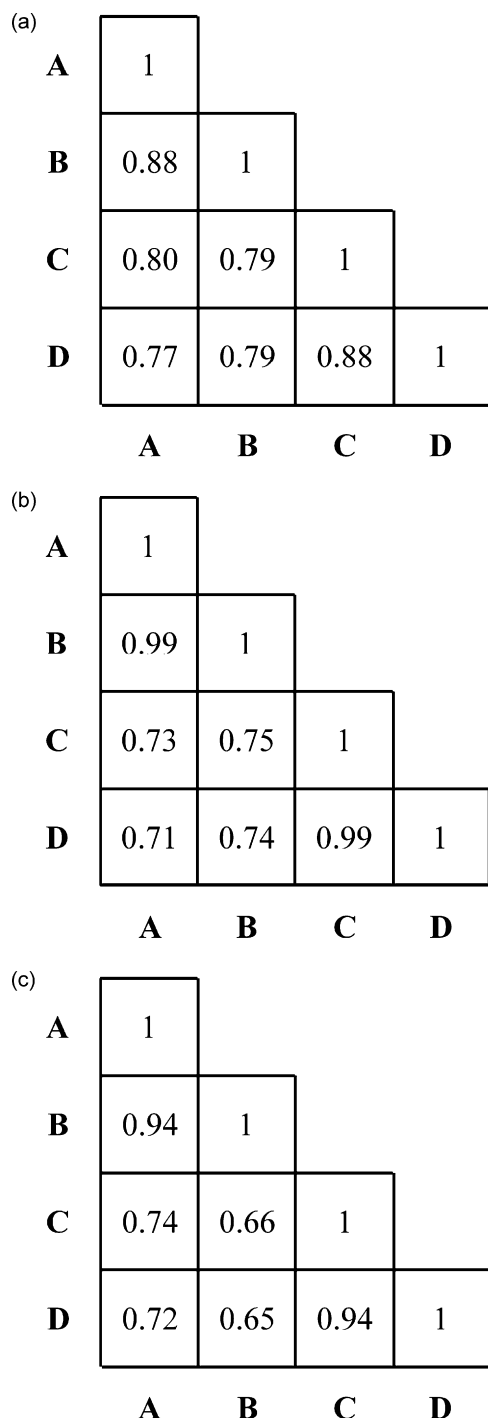 (a)
A 1
B 0.88 1
C 0.80 0.79 1
D 0.77 0.79 0.88 1
A B C D
(b)
A 1
B 0.99 1
C 0.73 0.75 1
D 0.71 0.74 0.99 1
A B C D
(c)
A 1
B 0.94 1
C 0.74 0.66 1
D 0.72 0.65 0.94 1
A B C D